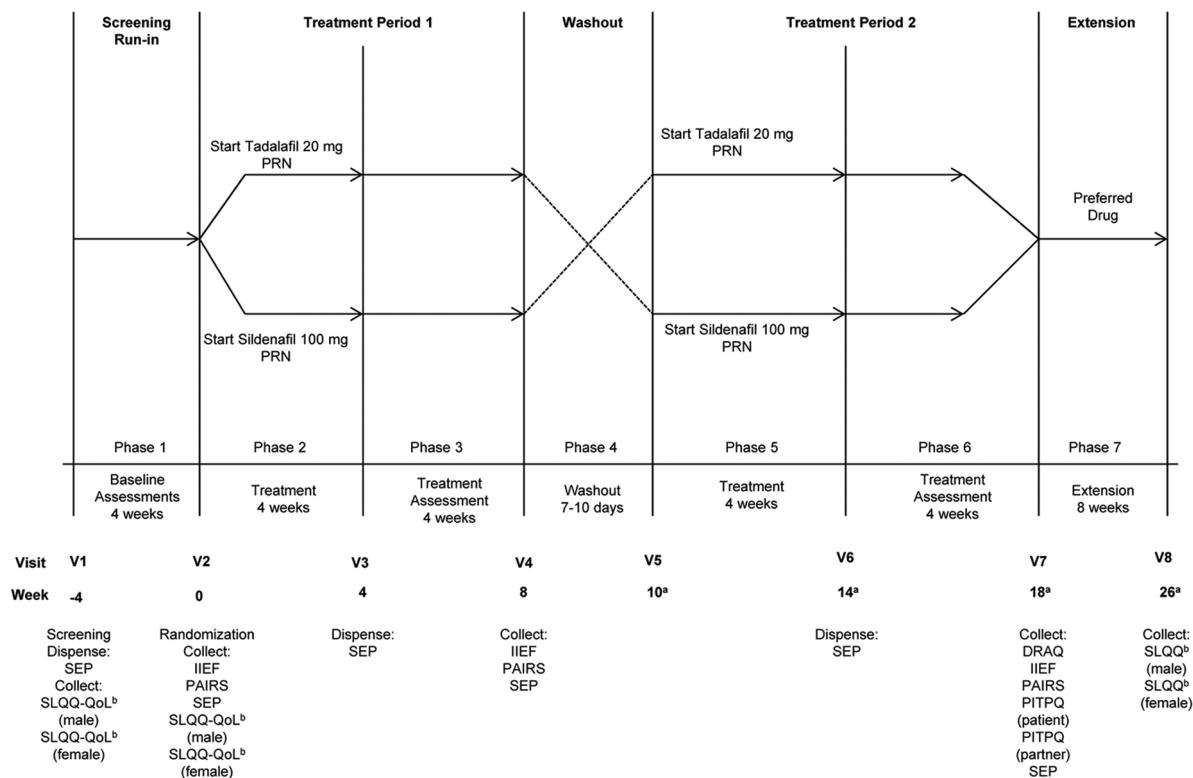 Screening
Run-in
Treatment Period 1
Washout
Treatment Period 2
Extension
Start Tadalafil 20 mg
PRN
Start Tadalafil 20 mg
PRN
Preferred
Drug
Start Sildenafil 100 mg
PRN
Start Sildenafil 100 mg
PRN
Phase 1
Phase 2
Phase 3
Phase 4
Phase 5
Phase 6
Phase 7
Baseline
Assessments
4 weeks
Treatment
4 weeks
Treatment
Assessment
4 weeks
Washout
7-10 days
Treatment
4 weeks
Treatment
Assessment
4 weeks
Extension
8 weeks
Visit V1 V2 V3 V4 V5 V6 V7 V8
Week -4 0 4 8 10ᵃ 14ᵃ 18ᵃ 26ᵃ
Screening
Dispense:
SEP
Collect:
SLQQ-QoLᵇ
(male)
SLQQ-QoLᵇ
(female)
Randomization
Collect:
IIEF
PAIRS
SEP
SLQQ-QoLᵇ
(male)
SLQQ-QoLᵇ
(female)
Dispense:
SEP
Collect:
IIEF
PAIRS
SEP
Dispense:
SEP
Collect:
DRAQ
IIEF
PAIRS
PITPQ
(patient)
PITPQ
(partner)
SEP
Collect:
SLQQᵇ
(male)
SLQQᵇ
(female)